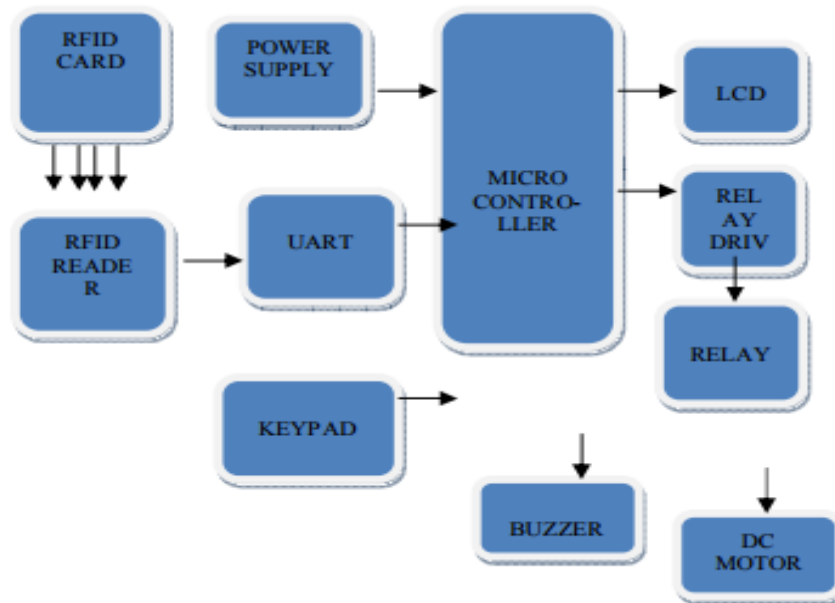 RFID
CARD
POWER
SUPPLY
LCD
MICRO
CONTRO-
LLER
REL
AY
DRIV
RFID
READE
R
UART
RELAY
KEYPAD
BUZZER
DC
MOTOR